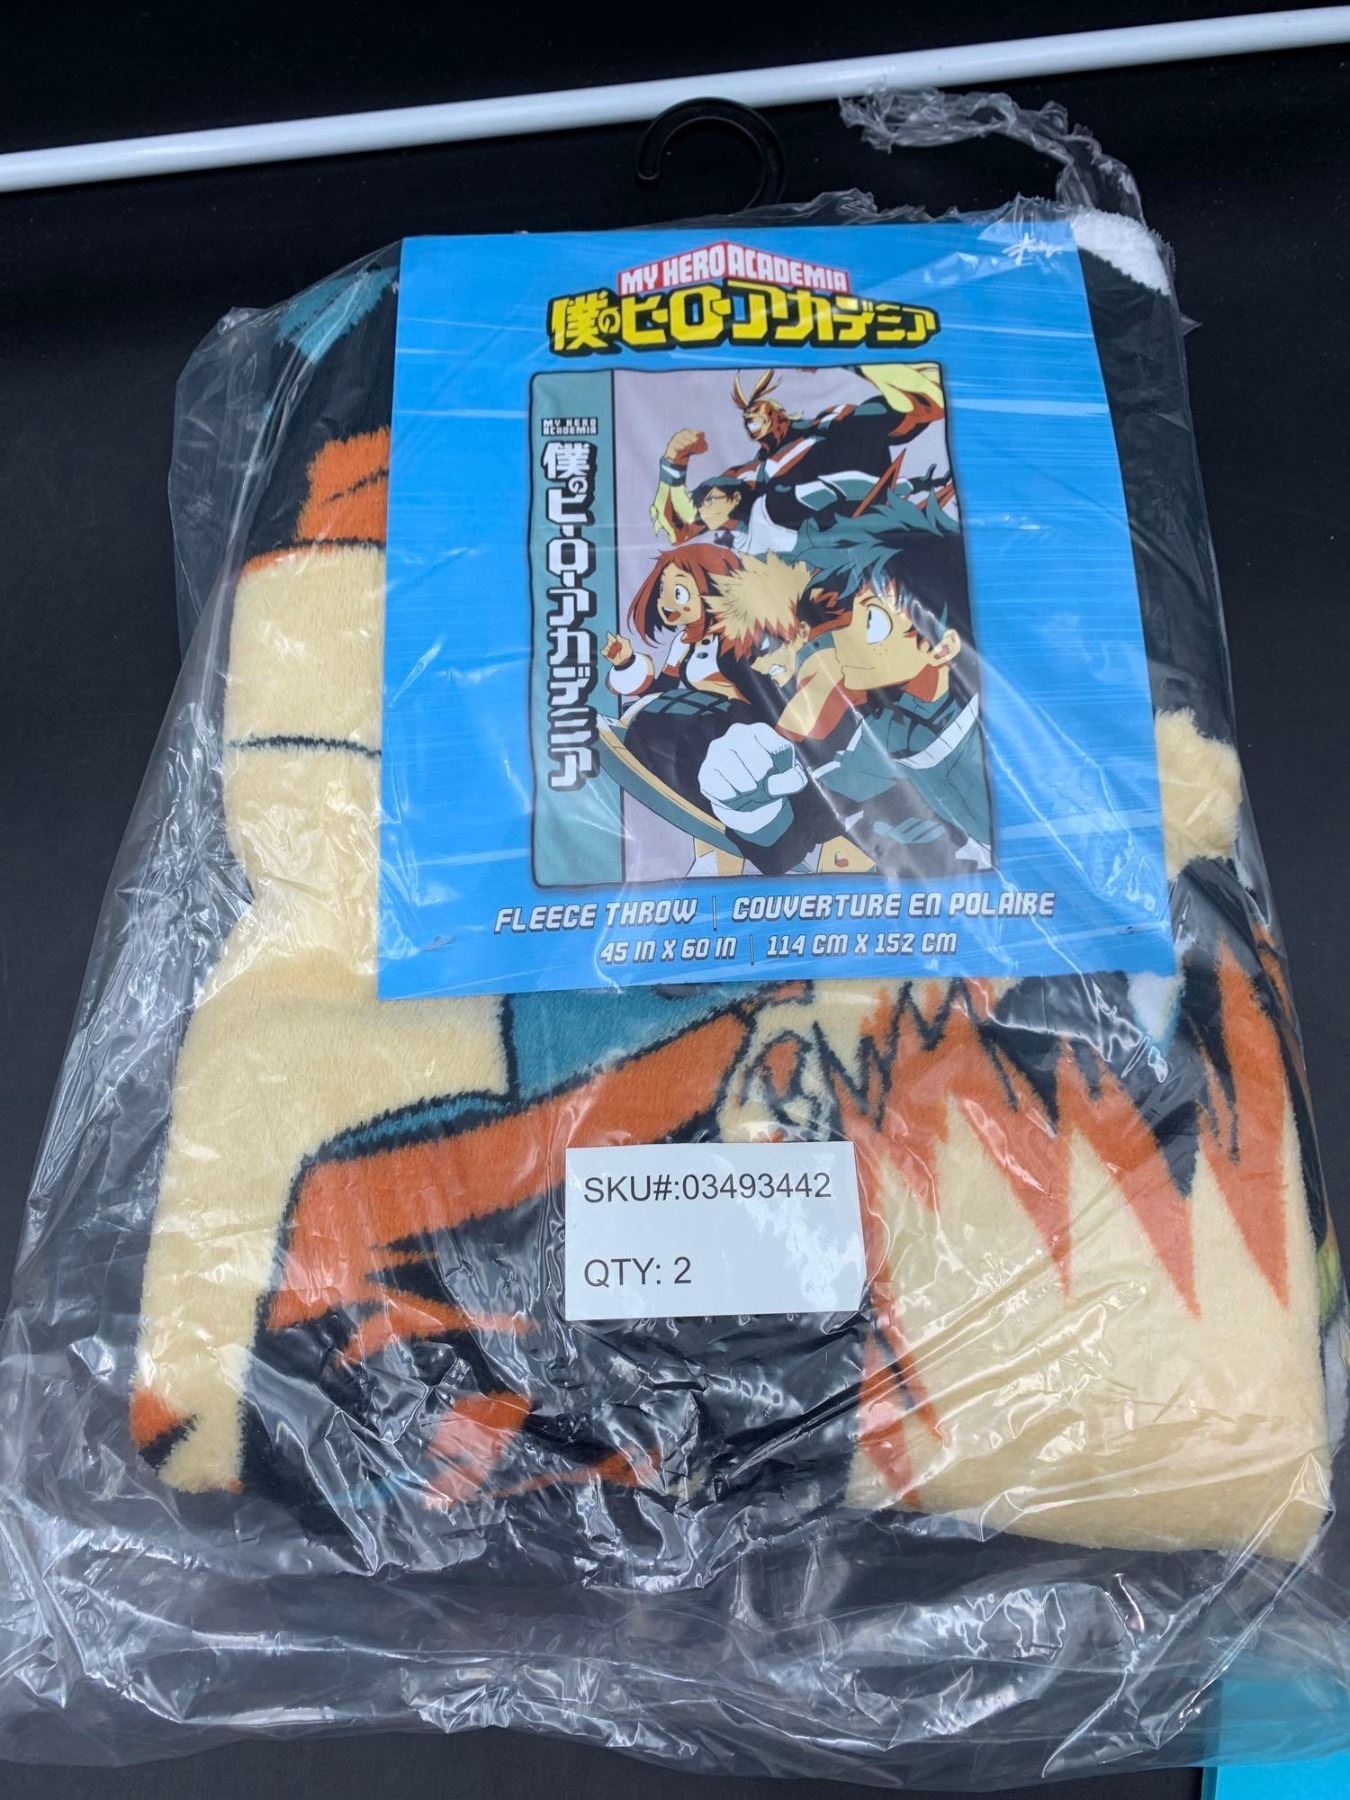 MY HERO ACADEMIA
僕のヒーローアカデミア
MY HERO
ACADEMIA
僕のヒーローアカデミア
FLEECE THROW | COUVERTURE EN POLAIRE
45 IN X 60 IN | 114 CM X 152 CM
SKU#:03493442
QTY: 2